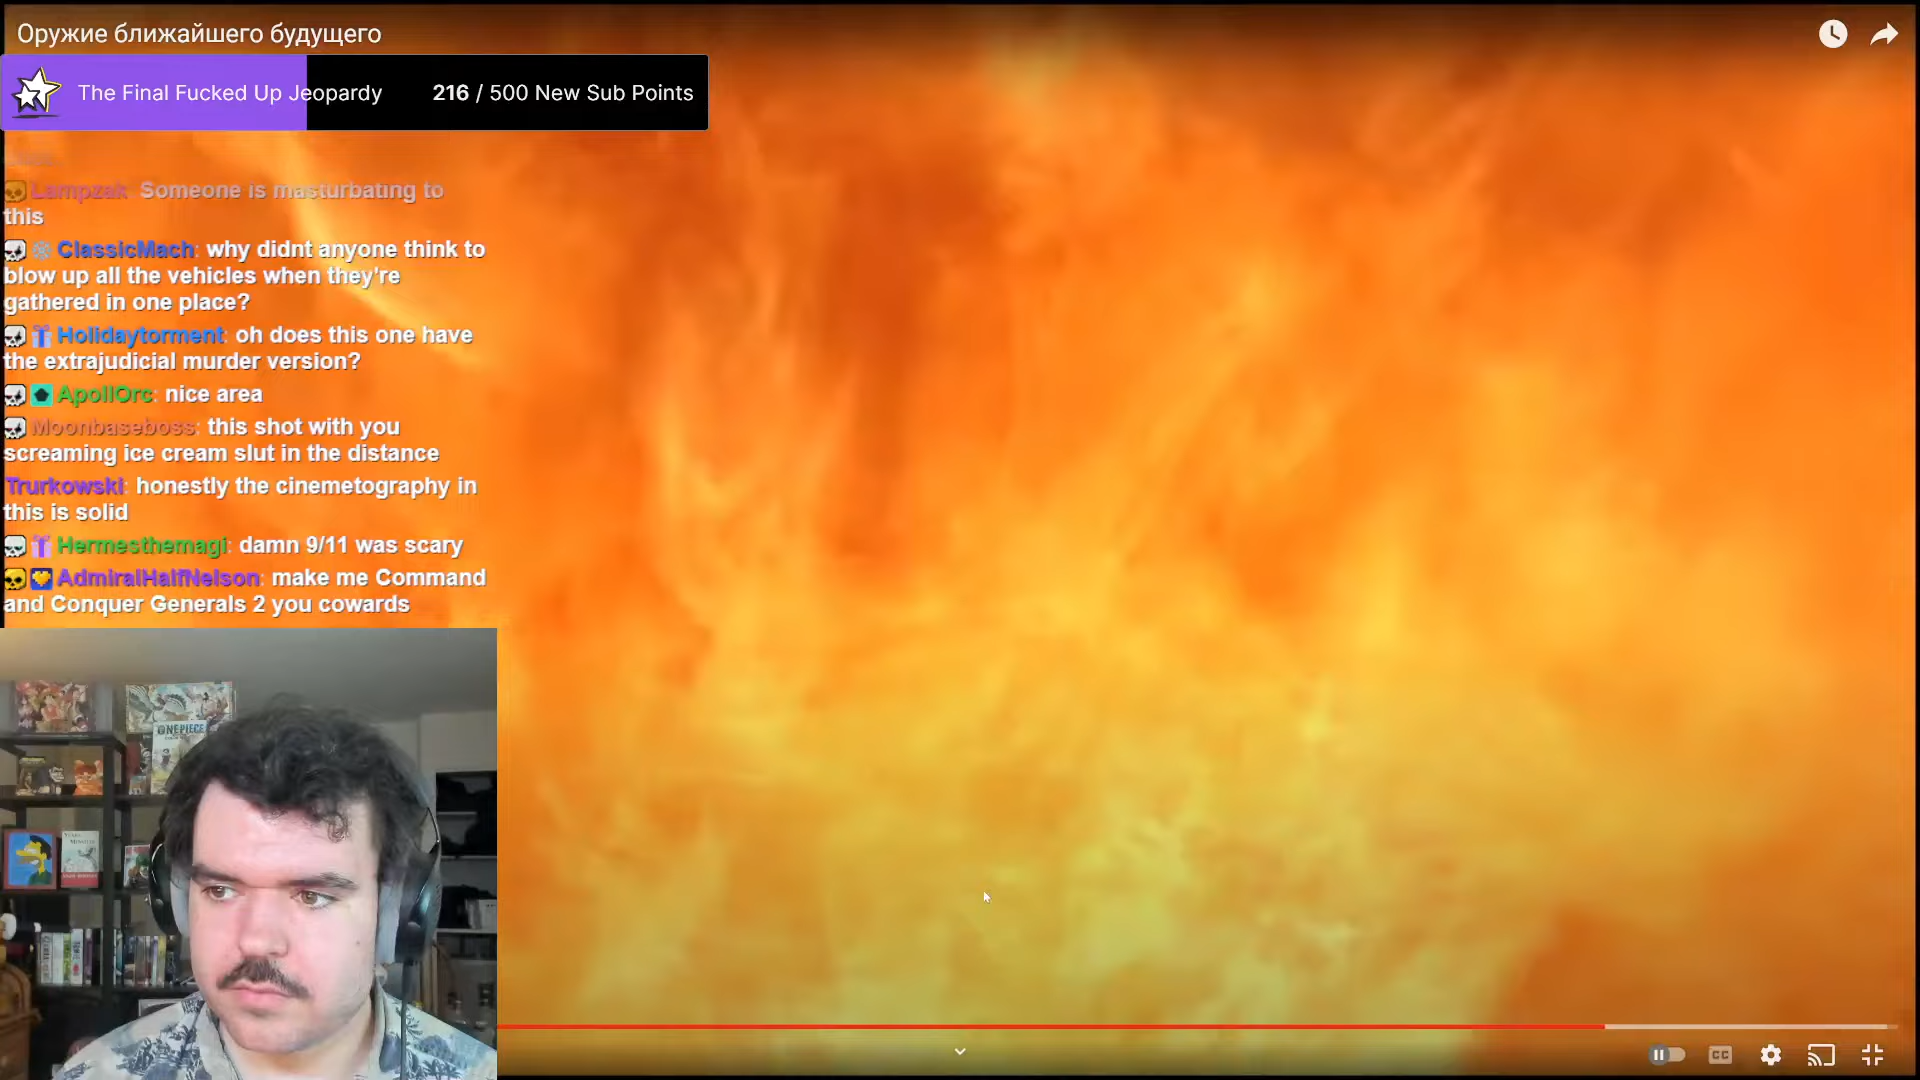 Оружие ближайшего будущего
The Final Fucked Up Jeopardy 216 / 500 New Sub Points
Lampzak: Someone is masturbating to
this
ClassicMach: why didnt anyone think to
blow up all the vehicles when they're
gathered in one place?
Holidaytorment: oh does this one have
the extrajudicial murder version?
ApollOrc: nice area
Moonbaseboss: this shot with you
screaming ice cream slut in the distance
Trurkowski: honestly the cinemetography in
this is solid
Hermesthemagi: damn 9/11 was scary
AdmiralHalfNelson: make me Command
and Conquer Generals 2 you cowards
ONE PIECE
CC